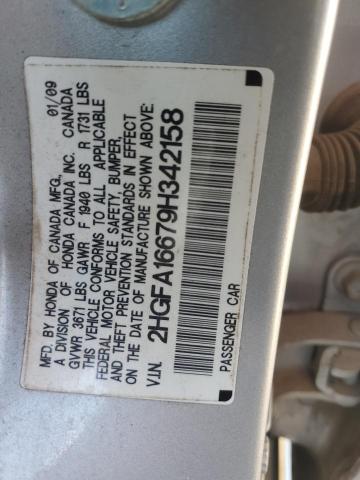 MFD. BY HONDA OF CANADA MFG., 01/09
A DIVISION OF HONDA CANADA INC. CANADA
GVWR 3671 LBS GAWR F 1940 LBS R 1731 LBS
THIS VEHICLE CONFORMS TO ALL APPLICABLE
FEDERAL MOTOR VEHICLE SAFETY, BUMPER,
AND THEFT PREVENTION STANDARDS IN EFFECT
ON THE DATE OF MANUFACTURE SHOWN ABOVE.
V.I.N. 2HGFA16679H342158
PASSENGER CAR